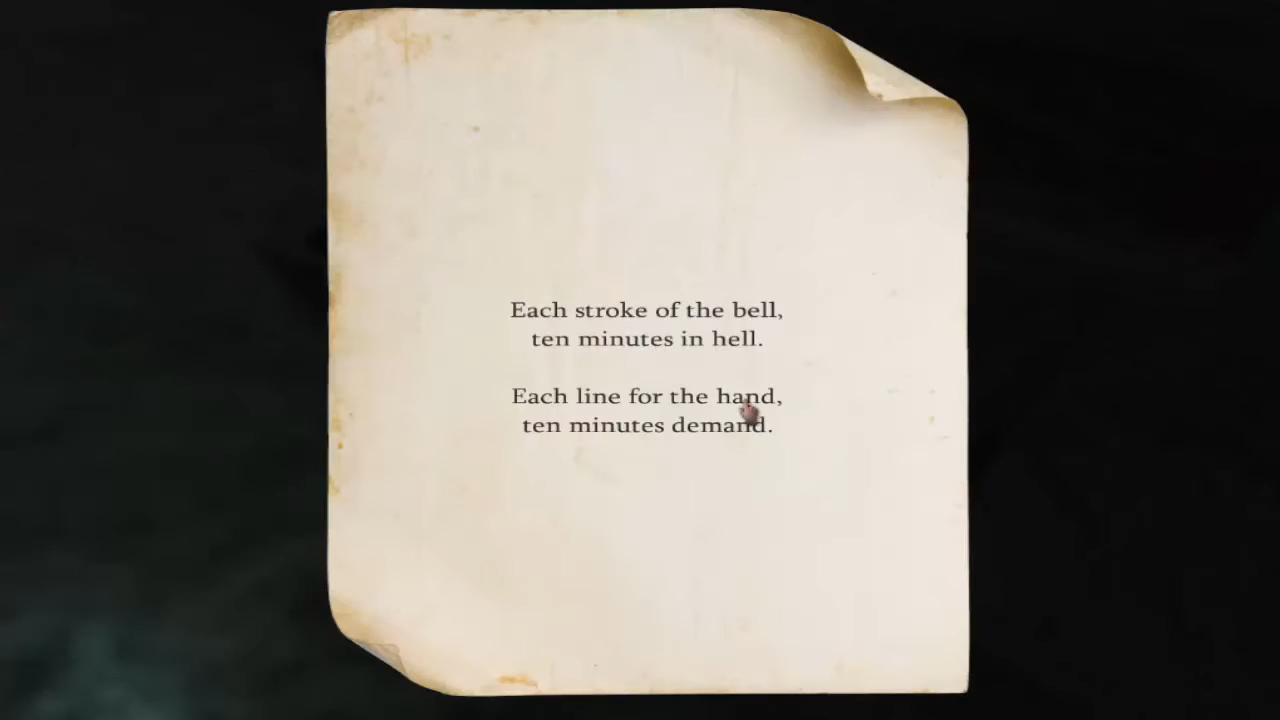 Each stroke of the bell,
ten minutes in hell.
Each line for the hand,
ten minutes demand.